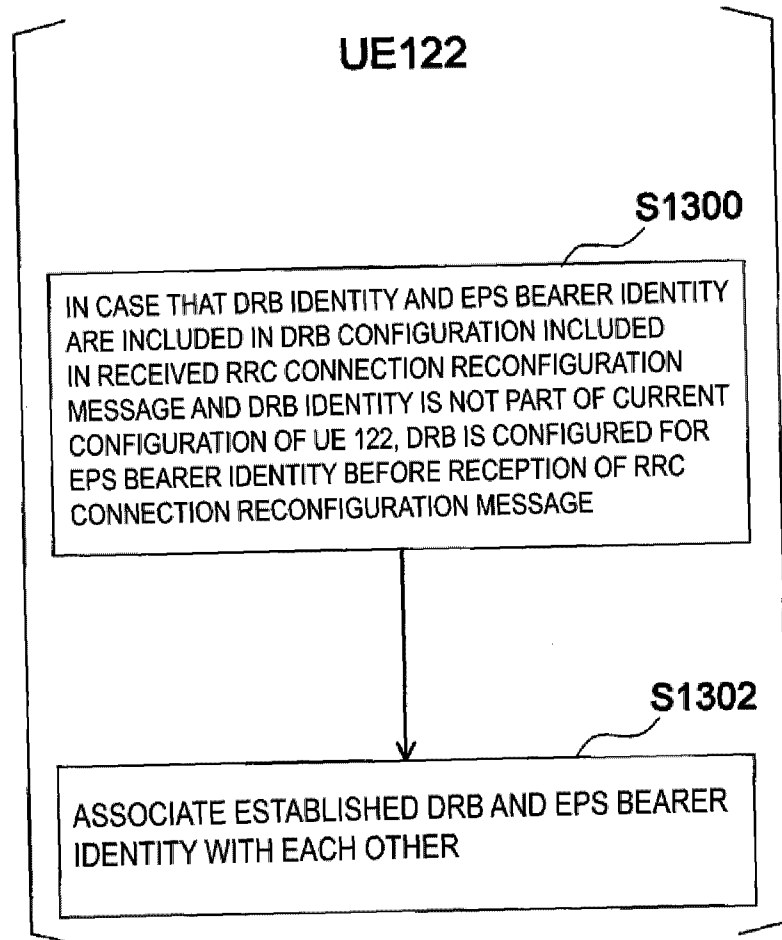 UE122
S1300
IN CASE THAT DRB IDENTITY AND EPS BEARER IDENTITY
ARE INCLUDED IN DRB CONFIGURATION INCLUDED
IN RECEIVED RRC CONNECTION RECONFIGURATION
MESSAGE AND DRB IDENTITY IS NOT PART OF CURRENT
CONFIGURATION OF UE 122, DRB IS CONFIGURED FOR
EPS BEARER IDENTITY BEFORE RECEPTION OF RRC
CONNECTION RECONFIGURATION MESSAGE
S1302
ASSOCIATE ESTABLISHED DRB AND EPS BEARER
IDENTITY WITH EACH OTHER